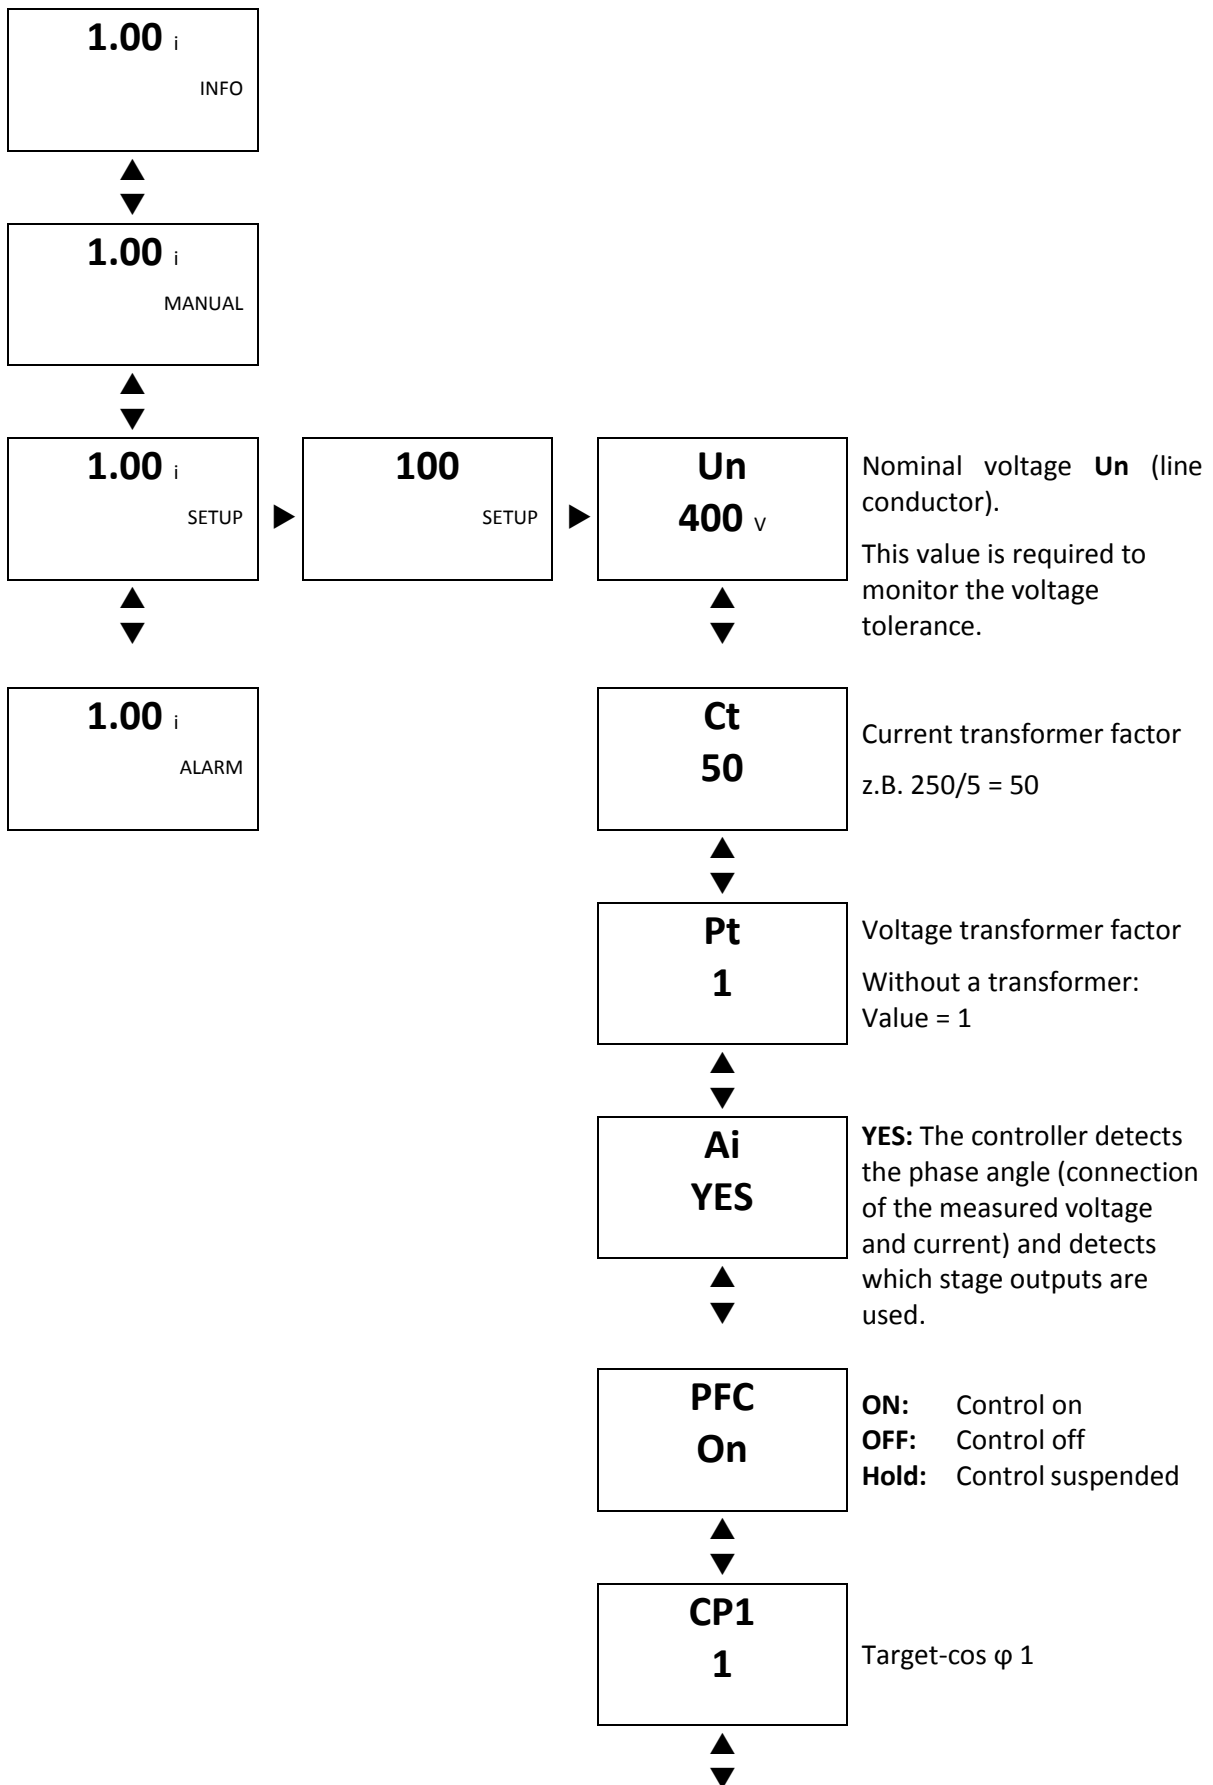 1.00 i
INFO
▲
▼
1.00 i
MANUAL
▲
▼
1.00 i
SETUP
▶
100
SETUP
▶
Un
400 V
Nominal voltage Un (line
conductor).
This value is required to
monitor the voltage
tolerance.
▲
▼
▲
▼
1.00 i
ALARM
Ct
50
Current transformer factor
z.B. 250/5 = 50
▲
▼
Pt
1
Voltage transformer factor
Without a transformer:
Value = 1
▲
▼
Ai
YES
YES: The controller detects
the phase angle (connection
of the measured voltage
and current) and detects
which stage outputs are
used.
▲
▼
PFC
On
ON: Control on
OFF: Control off
Hold: Control suspended
▲
▼
CP1
1
Target-cos φ 1
▲
▼